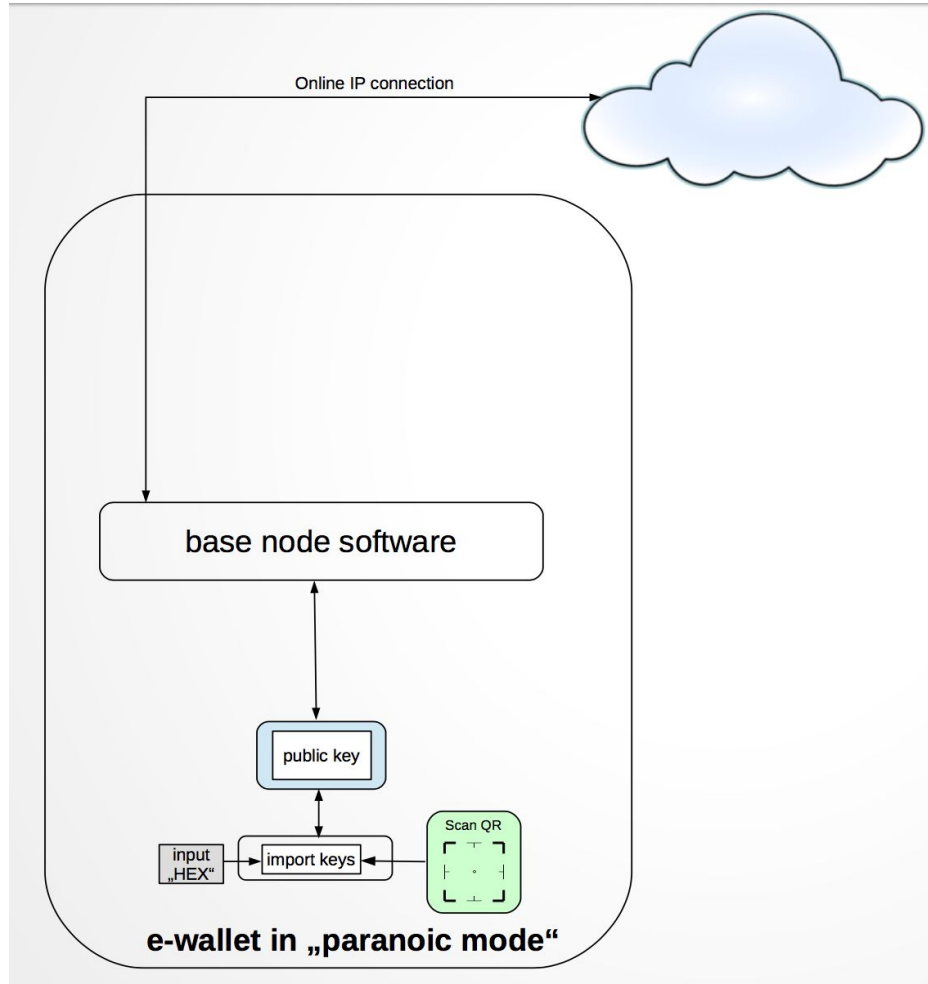 Online IP connection
base node software
public key
Scan QR
input
„HEX“
import keys
e-wallet in „paranoic mode“